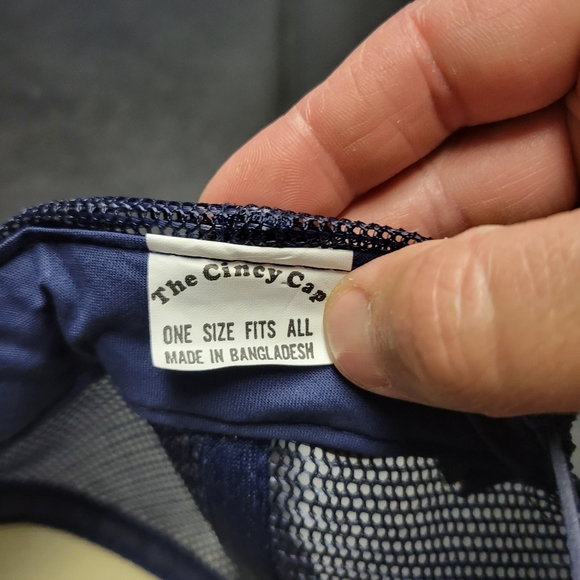 The Cincy Cap
ONE SIZE FITS ALL
MADE IN BANGLADESH